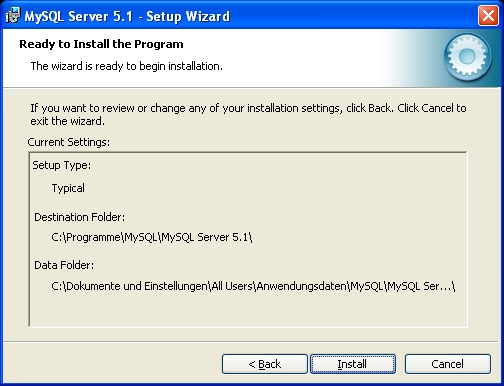 MySQL Server 5.1 - Setup Wizard
Ready to Install the Program
The wizard is ready to begin installation.
If you want to review or change any of your installation settings, click Back. Click Cancel to
exit the wizard.
Current Settings:
Setup Type:
Typical
Destination Folder:
C:\Programme\MySQL\MySQL Server 5.1\
Data Folder:
C:\Dokumente und Einstellungen\All Users\Anwendungsdaten\MySQL\MySQL Ser...\
< Back
Install
Cancel